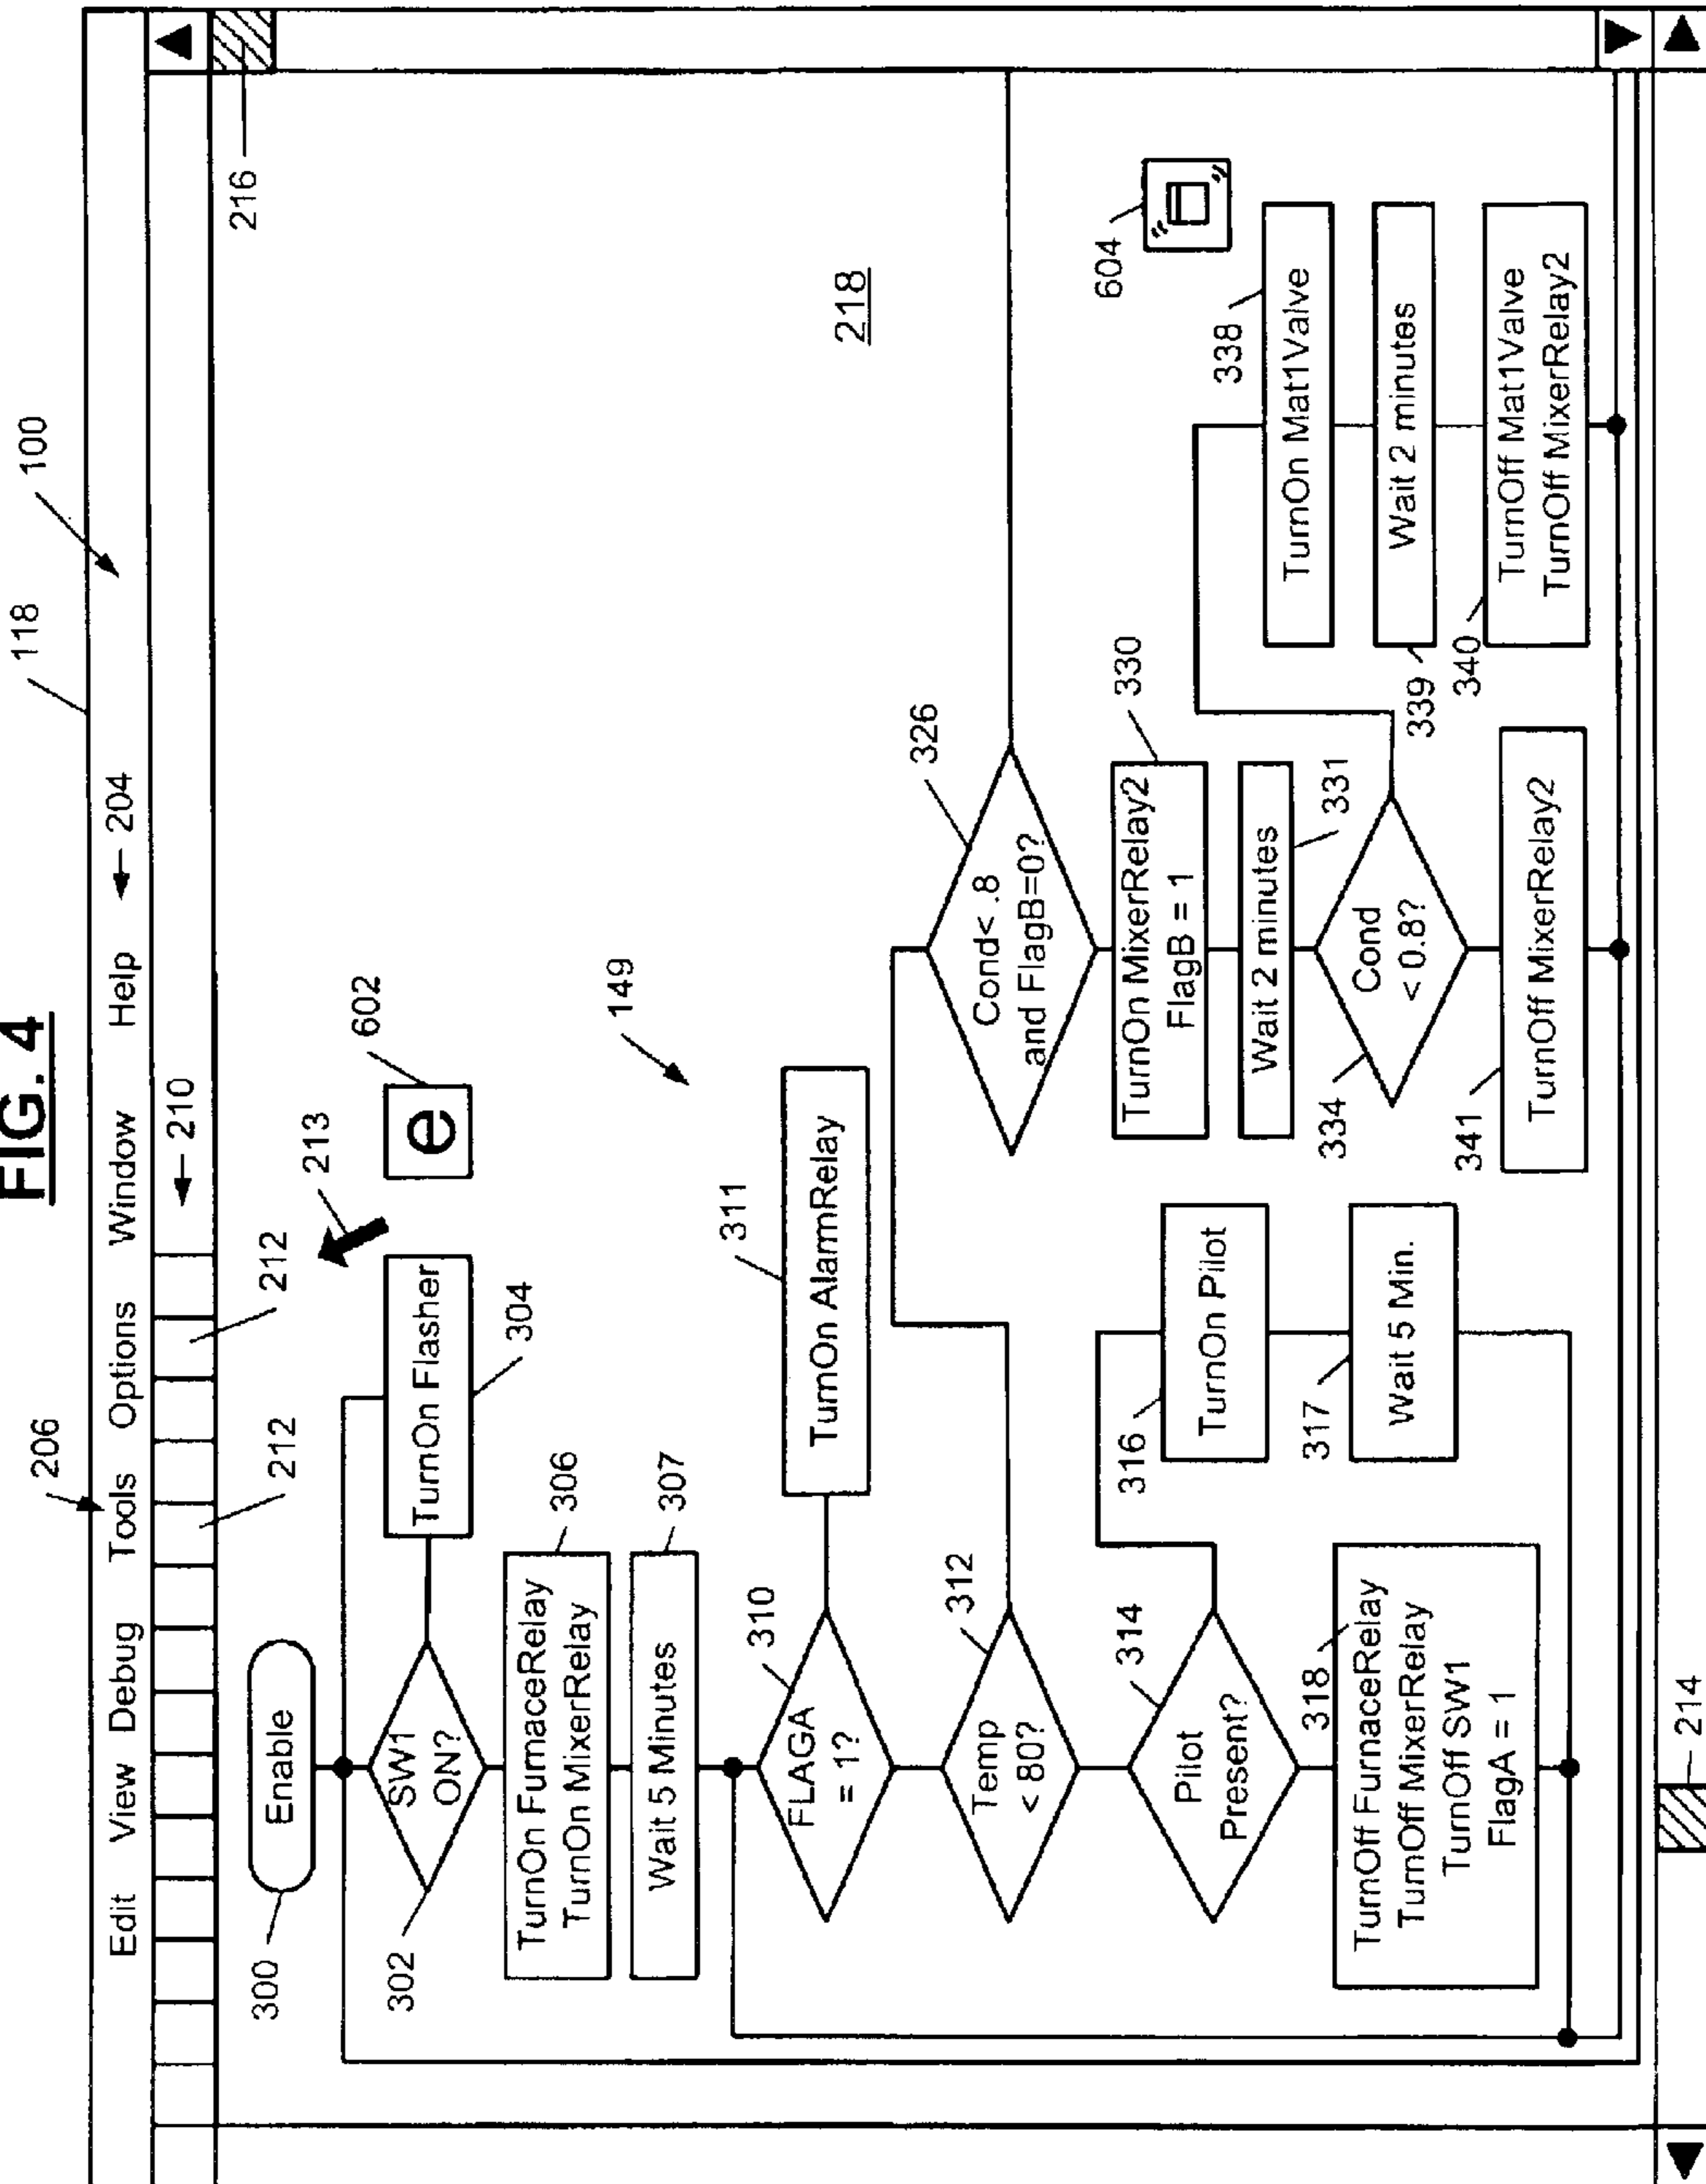 FIG. 4
118
100
206
Edit View Debug Tools Options Window Help
204
210
212
212
213
216
300
Enable
302
SW1
ON?
TurnOn Flasher
304
e
602
TurnOn FurnaceRelay
TurnOn MixerRelay
306
Wait 5 Minutes
307
149
218
310
FLAGA
= 1?
311
TurnOn AlarmRelay
312
Temp
< 80?
326
Cond< .8
and FlagB=0?
314
Pilot
Present?
316
TurnOn Pilot
317
Wait 5 Min.
318
TurnOff FurnaceRelay
TurnOff MixerRelay
TurnOff SW1
FlagA = 1
330
TurnOn MixerRelay2
FlagB = 1
331
Wait 2 minutes
334
Cond
< 0.8?
341
TurnOff MixerRelay2
604
338
TurnOn Mat1Valve
339
Wait 2 minutes
340
TurnOff Mat1Valve
TurnOff MixerRelay2
214